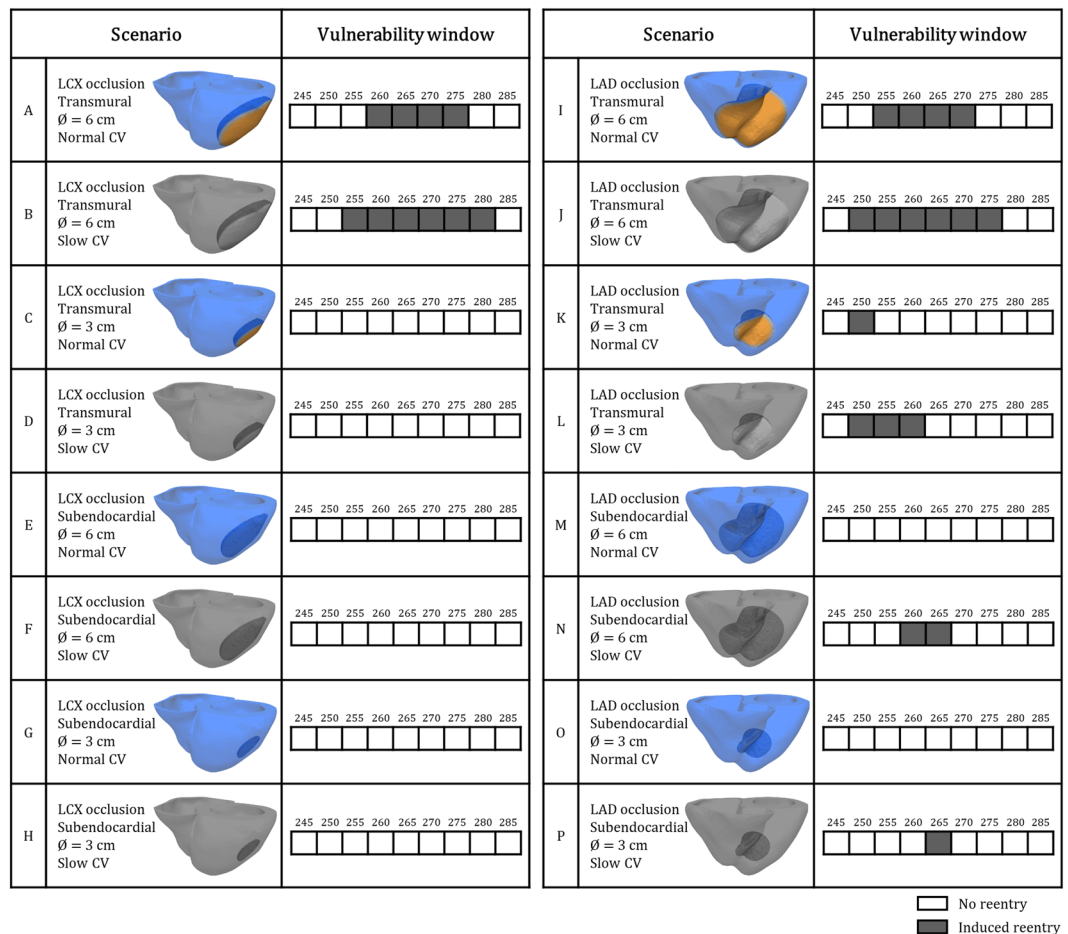 Scenario
Vulnerability window
A
LCX occlusion
Transmural
Ø = 6 cm
Normal CV
245 250 255 260 265 270 275 280 285
B
LCX occlusion
Transmural
Ø = 6 cm
Slow CV
245 250 255 260 265 270 275 280 285
C
LCX occlusion
Transmural
Ø = 3 cm
Normal CV
245 250 255 260 265 270 275 280 285
D
LCX occlusion
Transmural
Ø = 3 cm
Slow CV
245 250 255 260 265 270 275 280 285
E
LCX occlusion
Subendocardial
Ø = 6 cm
Normal CV
245 250 255 260 265 270 275 280 285
F
LCX occlusion
Subendocardial
Ø = 6 cm
Slow CV
245 250 255 260 265 270 275 280 285
G
LCX occlusion
Subendocardial
Ø = 3 cm
Normal CV
245 250 255 260 265 270 275 280 285
H
LCX occlusion
Subendocardial
Ø = 3 cm
Slow CV
245 250 255 260 265 270 275 280 285
Scenario
Vulnerability window
I
LAD occlusion
Transmural
Ø = 6 cm
Normal CV
245 250 255 260 265 270 275 280 285
J
LAD occlusion
Transmural
Ø = 6 cm
Slow CV
245 250 255 260 265 270 275 280 285
K
LAD occlusion
Transmural
Ø = 3 cm
Normal CV
245 250 255 260 265 270 275 280 285
L
LAD occlusion
Transmural
Ø = 3 cm
Slow CV
245 250 255 260 265 270 275 280 285
M
LAD occlusion
Subendocardial
Ø = 6 cm
Normal CV
245 250 255 260 265 270 275 280 285
N
LAD occlusion
Subendocardial
Ø = 6 cm
Slow CV
245 250 255 260 265 270 275 280 285
O
LAD occlusion
Subendocardial
Ø = 3 cm
Normal CV
245 250 255 260 265 270 275 280 285
P
LAD occlusion
Subendocardial
Ø = 3 cm
Slow CV
245 250 255 260 265 270 275 280 285
No reentry
Induced reentry